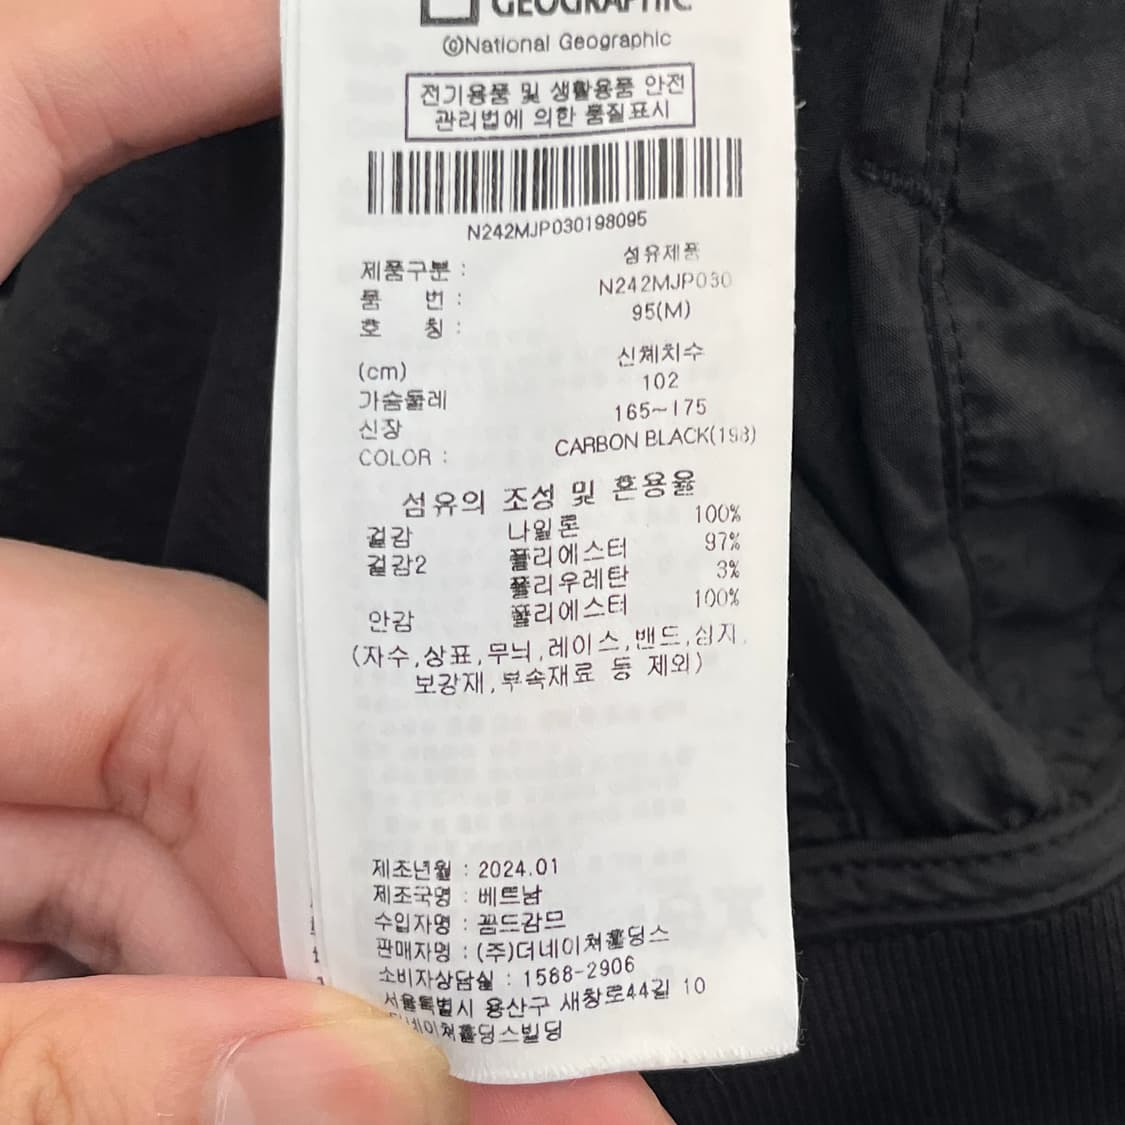 GEOGRAPHIC
©National Geographic
전기용품 및 생활용품 안전
관리법에 의한 품질표시
N242MJP030198095
제품구분 : 섬유제품
품 번 : N242MJP030
호 칭 : 95(M)
(cm) 신체치수
가슴둘레 102
신장 165~175
COLOR : CARBON BLACK(198)
섬유의 조성 및 혼용율
겉감 나일론 100%
겉감2 폴리에스터 97%
폴리우레탄 3%
안감 폴리에스터 100%
(자수,상표,무늬,레이스,밴드,심지,
보강재,부속재료 등 제외)
제조년월 : 2024.01
제조국명 : 베트남
수입자명 : 꼼드감므
판매자명 : (주)더네이쳐홀딩스
소비자상담실 : 1588-2906
서울특별시 용산구 새창로44길 10
더네이쳐홀딩스빌딩